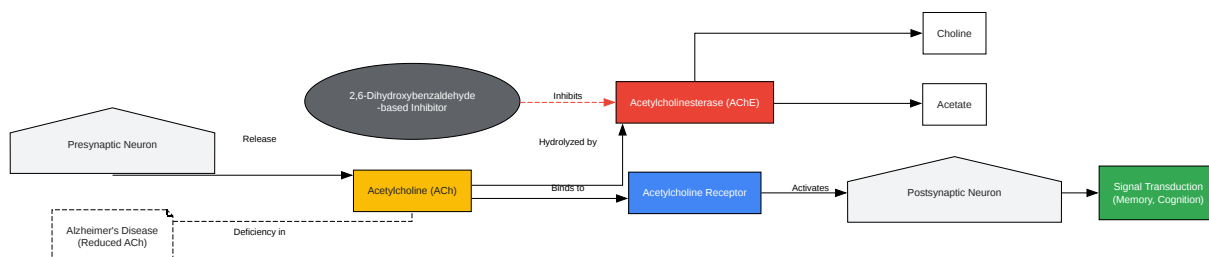 Choline
2,6-Dihydroxybenzaldehyde
-based Inhibitor
Inhibits
Acetylcholinesterase (AChE)
Acetate
Presynaptic Neuron
Release
Hydrolyzed by
Acetylcholine (ACh)
Binds to
Acetylcholine Receptor
Activates
Postsynaptic Neuron
Signal Transduction
(Memory, Cognition)
Alzheimer's Disease
(Reduced ACh)
Deficiency in